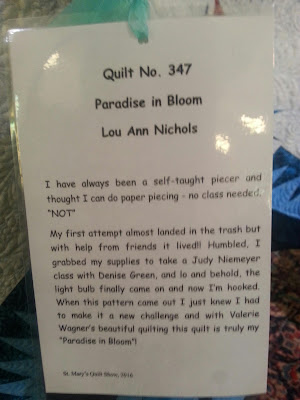 Quilt No. 347
Paradise in Bloom
Lou Ann Nichols
I have always been a self-taught piecer and
thought I can do paper piecing - no class needed.
"NOT"
My first attempt almost landed in the trash but
with help from friends it lived!! Humbled, I
grabbed my supplies to take a Judy Niemeyer
class with Denise Green, and lo and behold, the
light bulb finally came on and now I'm hooked.
When this pattern came out I just knew I had
to make it a new challenge and with Valerie
Wagner's beautiful quilting this quilt is truly my
"Paradise in Bloom"!
St. Mary's Quilt Show, 2016